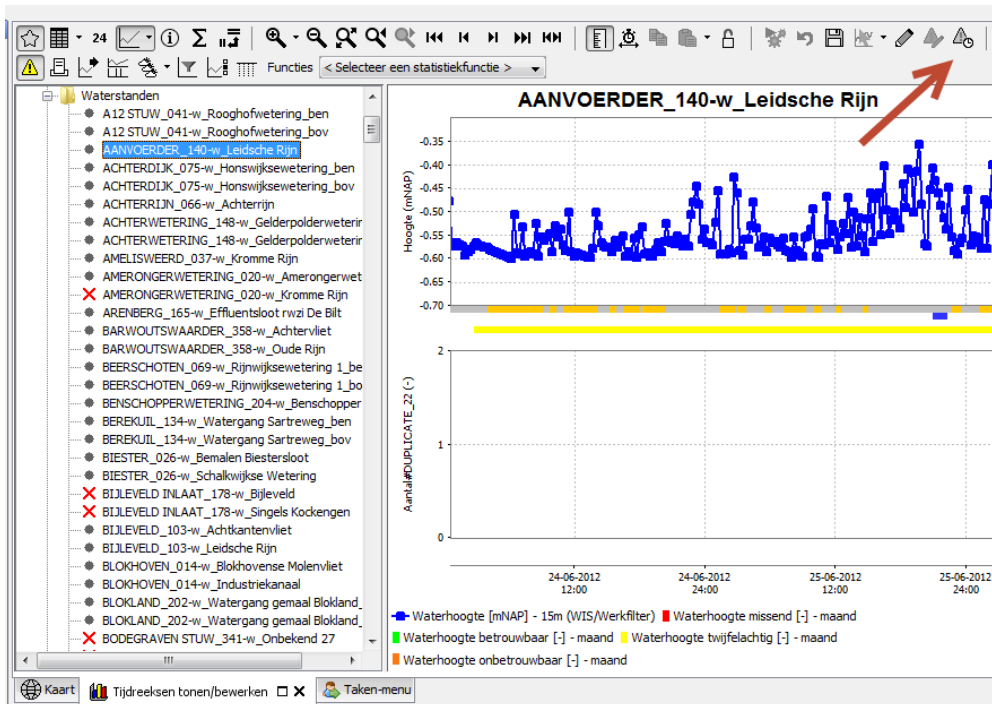 24
Functies < Selecteer een statistiekfunctie >
Waterstanden
A12 STUW_041-w_Rooghofwetering_ben
A12 STUW_041-w_Rooghofwetering_bov
AANVOERDER_140-w_Leidsche Rijn
ACHTERDIJK_075-w_Honswijksewetering_ben
ACHTERDIJK_075-w_Honswijksewetering_bov
ACHTERRIJN_066-w_Achterrijn
ACHTERWETERING_148-w_Gelderpolderweterin
ACHTERWETERING_148-w_Gelderpolderweterin
AMELISWEERD_037-w_Kromme Rijn
AMERONGERWETERING_020-w_Amerongerwet
AMERONGERWETERING_020-w_Kromme Rijn
ARENBERG_165-w_Effluentsloot rwzi De Bilt
BARWOUTSWAARDER_358-w_Achtervliet
BARWOUTSWAARDER_358-w_Oude Rijn
BEERSCHOTEN_069-w_Rijnwijksewetering 1_be
BEERSCHOTEN_069-w_Rijnwijksewetering 1_bo
BENSCHOPPERWETERING_204-w_Benschopper
BEREKUIL_134-w_Watergang Sartreweg_ben
BEREKUIL_134-w_Watergang Sartreweg_bov
BIESTER_026-w_Bemalen Biestersloot
BIESTER_026-w_Schalkwijkse Wetering
BIJLEVELD INLAAT_178-w_Bijleveld
BIJLEVELD INLAAT_178-w_Singels Kockengen
BIJLEVELD_103-w_Achtkantenvliet
BIJLEVELD_103-w_Leidsche Rijn
BLOKHOVEN_014-w_Blokhovense Molenvliet
BLOKHOVEN_014-w_Industriekanaal
BLOKLAND_202-w_Watergang gemaal Blokland_
BLOKLAND_202-w_Watergang gemaal Blokland_
BODEGRAVEN STUW_341-w_Onbekend 27
AANVOERDER_140-w_Leidsche Rijn
Hoogte (mNAP)
-0.35
-0.40
-0.45
-0.50
-0.55
-0.60
-0.65
-0.70
Aantal#DUPLICATE_22 (-)
2
1
0
24-06-2012 24-06-2012 25-06-2012 25-06-2012
12:00 24:00 12:00 24:00
Waterhoogte [mNAP] - 15m (WIS/Werkfilter) Waterhoogte missend [-] - maand
Waterhoogte betrouwbaar [-] - maand Waterhoogte twijfelachtig [-] - maand
Waterhoogte onbetrouwbaar [-] - maand
Kaart Tijdreeksen tonen/bewerken Taken-menu